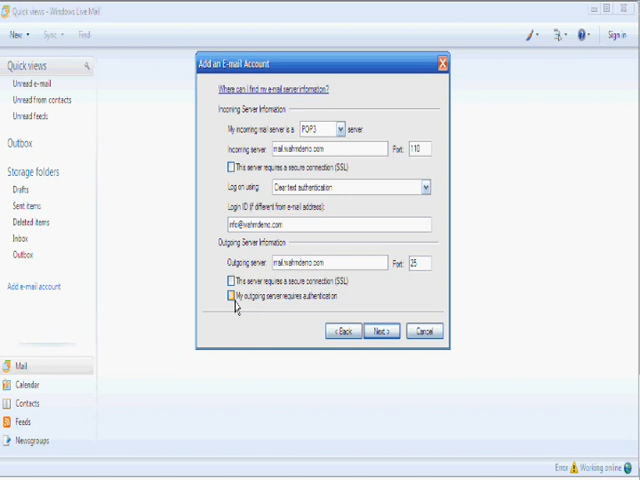 Quick views - Windows Live Mail
New Sync Find Sign in
Quick views
Unread e-mail
Unread from contacts
Unread feeds
Outbox
Storage folders
Drafts
Sent items
Deleted items
Inbox
Outbox
Add e-mail account
Mail
Calendar
Contacts
Feeds
Newsgroups
Add an E-mail Account
Where can I find my e-mail server information?
Incoming Server Information
My incoming mail server is a POP3 server
Incoming server: mail.wahmdemo.com Port: 110
This server requires a secure connection (SSL)
Log on using: Clear text authentication
Login ID (if different from e-mail address):
info@wahmdemo.com
Outgoing Server Information
Outgoing server: mail.wahmdemo.com Port: 25
This server requires a secure connection (SSL)
My outgoing server requires authentication
< Back Next > Cancel
Error Working online